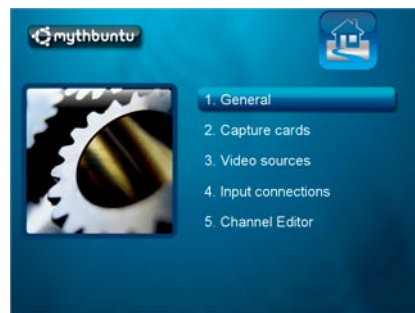 mythbuntu
1. General
2. Capture cards
3. Video sources
4. Input connections
5. Channel Editor